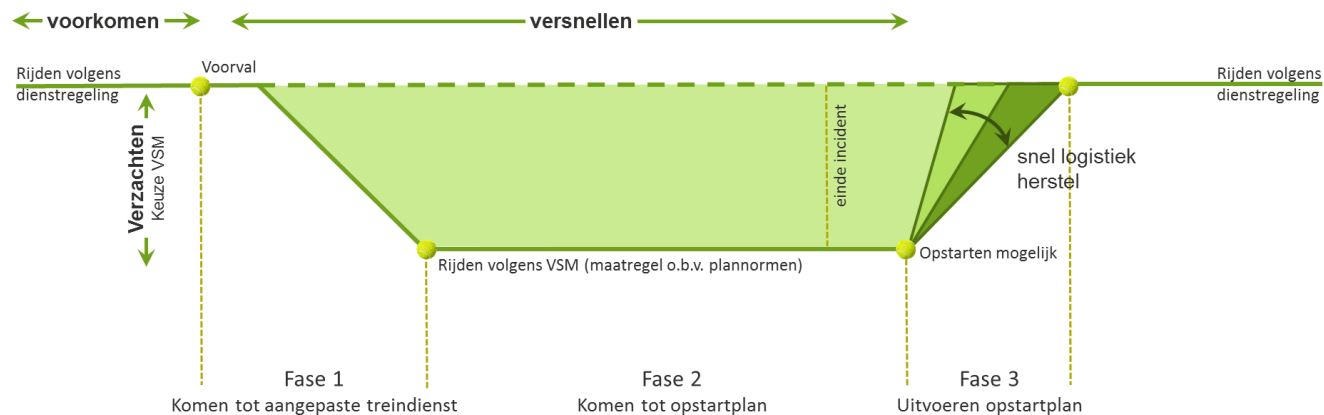 voorkomen
versnellen
Rijden volgens
dienstregeling
Voorval
Rijden volgens
dienstregeling
Verzachten
Keuze VSM
einde incident
snel logistiek
herstel
Rijden volgens VSM (maatregel o.b.v. plannormen)
Opstarten mogelijk
Fase 1
Fase 2
Fase 3
Komen tot aangepaste treindienst
Komen tot opstartplan
Uitvoeren opstartplan